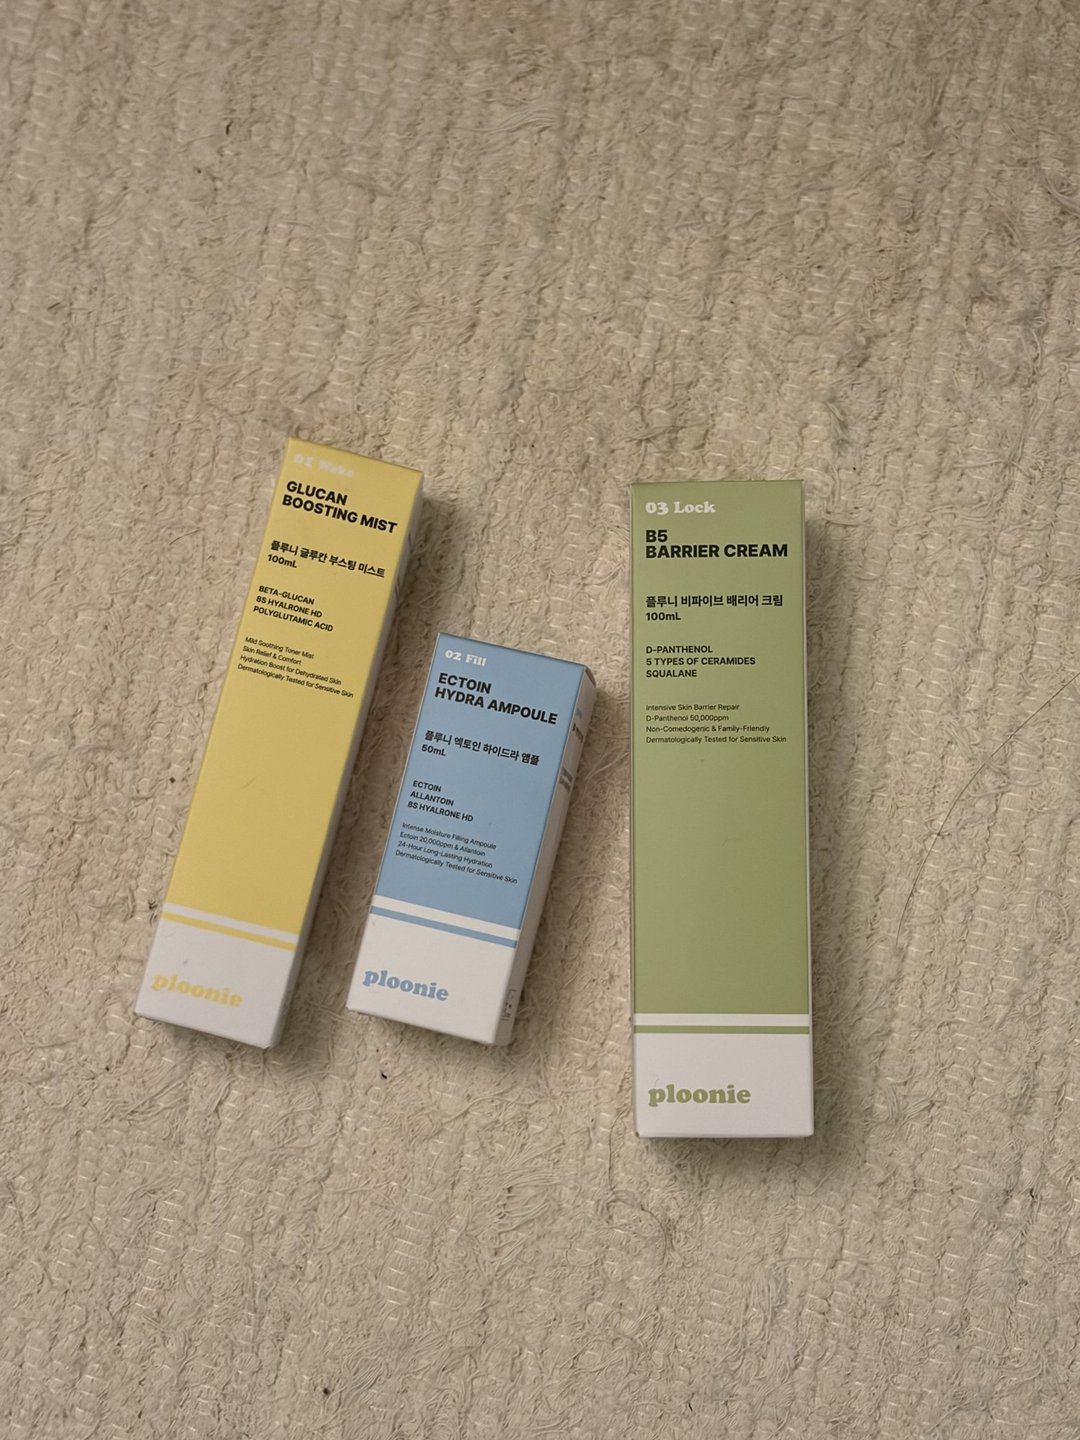 01 Wake
GLUCAN
BOOSTING MIST
플루니 글루칸 부스팅 미스트
100mL
BETA-GLUCAN
8S HYALRONE HD
POLYGLUTAMIC ACID
Mild Soothing Toner Mist
Skin Relief & Comfort
Hydration Boost for Dehydrated Skin
Dermatologically Tested for Sensitive Skin
ploonie
02 Fill
ECTOIN
HYDRA AMPOULE
플루니 엑토인 하이드라 앰플
50mL
ECTOIN
ALLANTOIN
8S HYALRONE HD
Intense Moisture Filling Ampoule
Ectoin 20,000ppm & Allantoin
24-Hour Long-Lasting Hydration
Dermatologically Tested for Sensitive Skin
ploonie
03 Lock
B5
BARRIER CREAM
플루니 비파이브 배리어 크림
100mL
D-PANTHENOL
5 TYPES OF CERAMIDES
SQUALANE
Intensive Skin Barrier Repair
D-Panthenol 50,000ppm
Non-Comedogenic & Family-Friendly
Dermatologically Tested for Sensitive Skin
ploonie